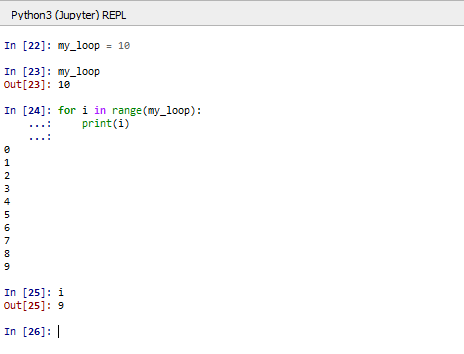 Python3 (Jupyter) REPL
In [22]: my_loop = 10
In [23]: my_loop
Out[23]: 10
In [24]: for i in range(my_loop):
...: print(i)
...:
0
1
2
3
4
5
6
7
8
9
In [25]: i
Out[25]: 9
In [26]: